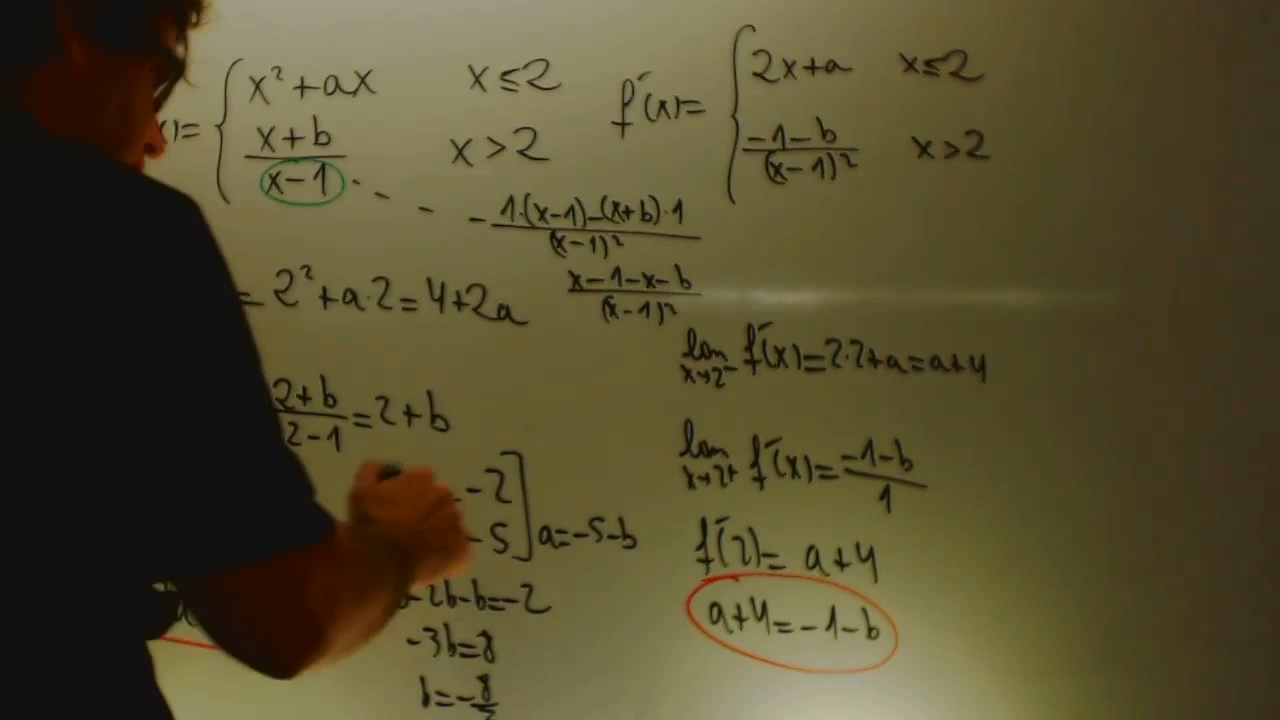 x)= { x²+ax x≤2
x+b/x-1 x>2
f'(x)= { 2x+a x≤2
-1-b/(x-1)² x>2
1·(x-1)-(x+b)·1/(x-1)²
x-1-x-b/(x-1)²
= 2²+a·2=4+2a
2+b/2-1=2+b
-2
-5 ] a=-5-b
-2b-b=-2
-3b=8
b=-8/3
lim x→2⁻ f'(x)=2·2+a=a+4
lim x→2+ f'(x)=-1-b/1
f'(2)= a+4
a+4=-1-b